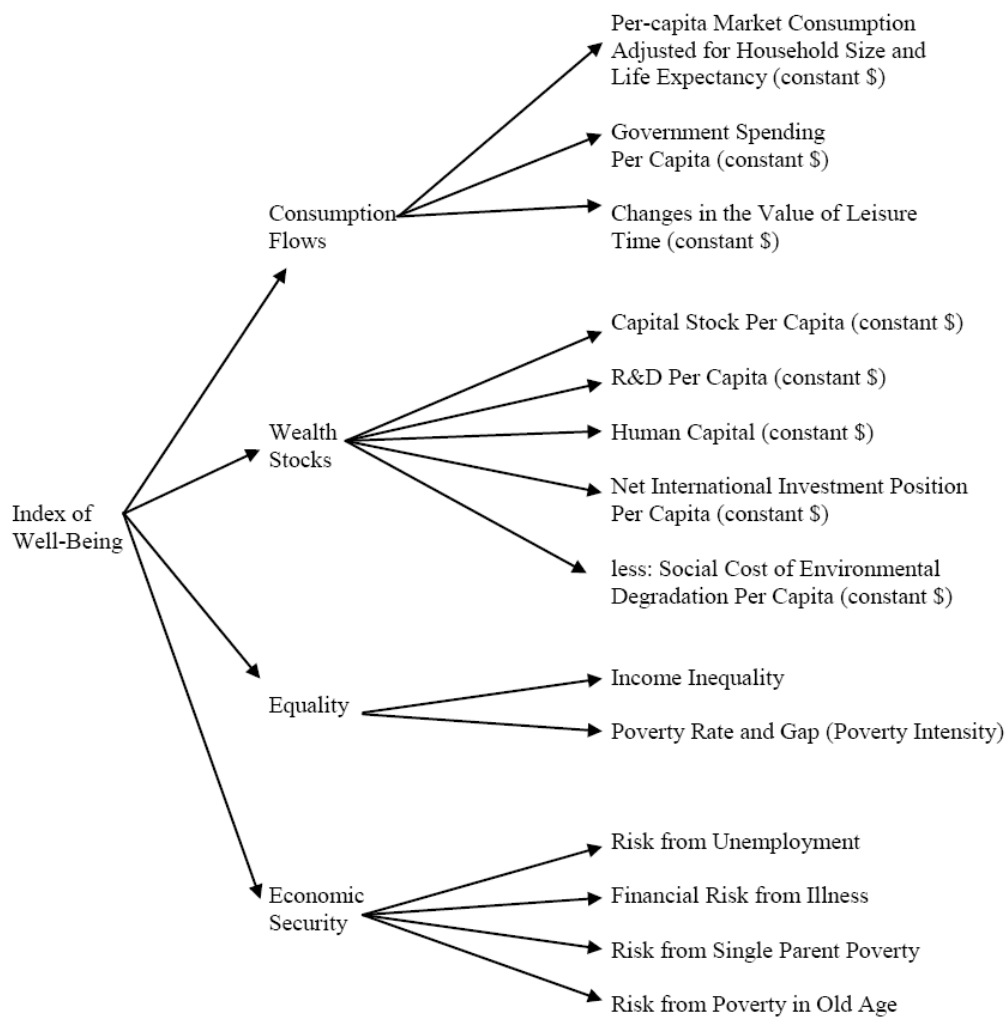 Per-capita Market Consumption
Adjusted for Household Size and
Life Expectancy (constant $)
Government Spending
Per Capita (constant $)
Consumption
Flows
Changes in the Value of Leisure
Time (constant $)
Capital Stock Per Capita (constant $)
R&D Per Capita (constant $)
Wealth
Stocks
Human Capital (constant $)
Net International Investment Position
Per Capita (constant $)
Index of
Well-Being
less: Social Cost of Environmental
Degradation Per Capita (constant $)
Income Inequality
Equality
Poverty Rate and Gap (Poverty Intensity)
Risk from Unemployment
Economic
Security
Financial Risk from Illness
Risk from Single Parent Poverty
Risk from Poverty in Old Age